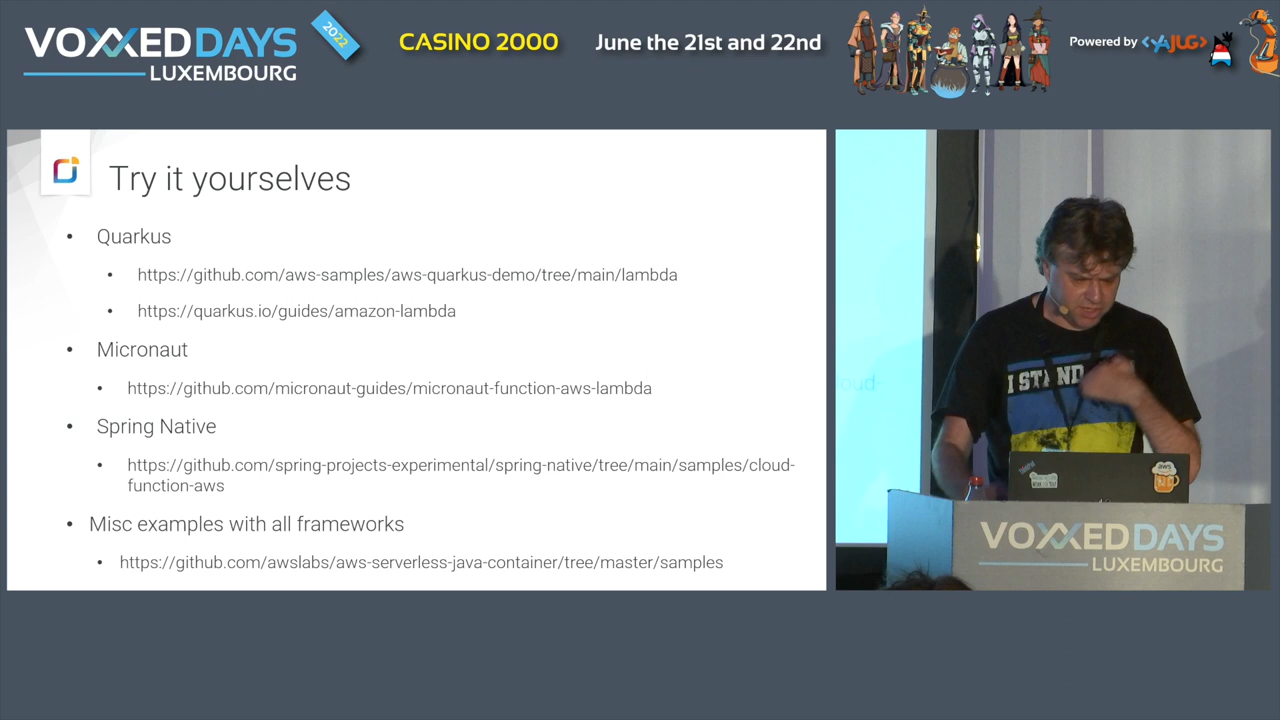 VOXXED DAYS
LUXEMBOURG
2022
CASINO 2000
June the 21st and 22nd
Powered by <YAJUG>
Try it yourselves
• Quarkus
• https://github.com/aws-samples/aws-quarkus-demo/tree/main/lambda
• https://quarkus.io/guides/amazon-lambda
• Micronaut
• https://github.com/micronaut-guides/micronaut-function-aws-lambda
• Spring Native
• https://github.com/spring-projects-experimental/spring-native/tree/main/samples/cloud-
function-aws
• Misc examples with all frameworks
• https://github.com/awslabs/aws-serverless-java-container/tree/master/samples
loud-
I STAND
aws
VOXXED DAYS
LUXEMBOURG